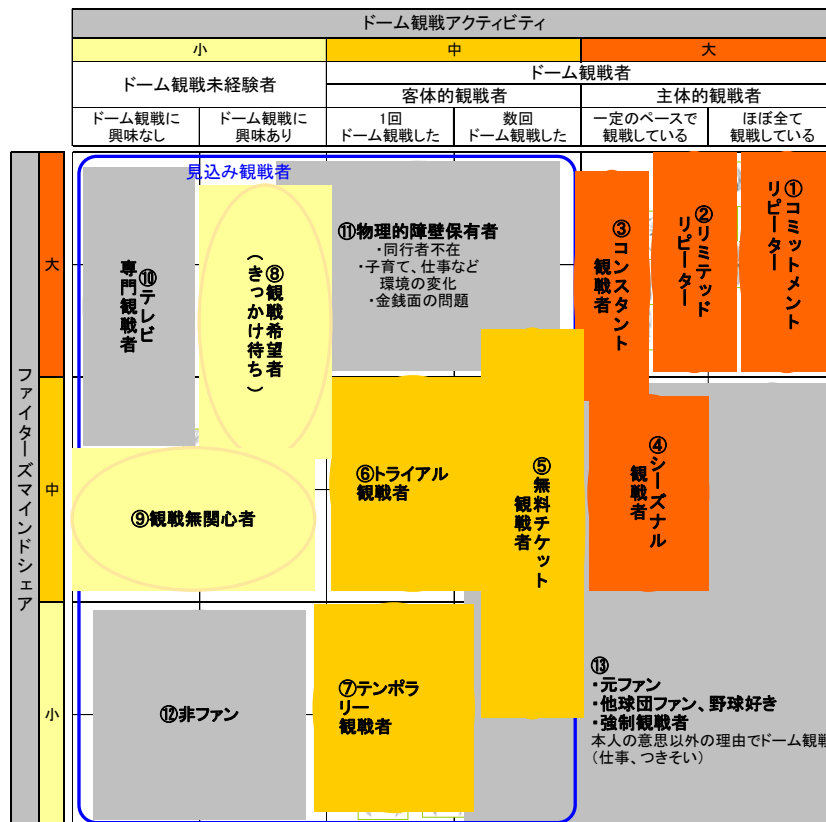 ドーム観戦アクティビティ
小
中
大
ドーム観戦未経験者
ドーム観戦者
客体的観戦者
主体的観戦者
ドーム観戦に
興味なし
ドーム観戦に
興味あり
1回
ドーム観戦した
数回
ドーム観戦した
一定のペースで
観戦している
ほぼ全て
観戦している
ファイターズマインドシェア
大
中
小
見込み観戦者
⑩テレビ
専門観戦者
⑧観戦希望者
(きっかけ待ち)
⑪物理的障壁保有者
・同行者不在
・子育て、仕事など
環境の変化
・金銭面の問題
③コンスタント
観戦者
②リミテッド
リピーター
①コミットメント
リピーター
⑨観戦無関心者
⑥トライアル
観戦者
⑤無料チケット
観戦者
④シーズナル
観戦者
⑫非ファン
⑦テンポラ
リー
観戦者
⑬
・元ファン
・他球団ファン、野球好き
・強制観戦者
本人の意思以外の理由でドーム観戦
(仕事、つきそい)